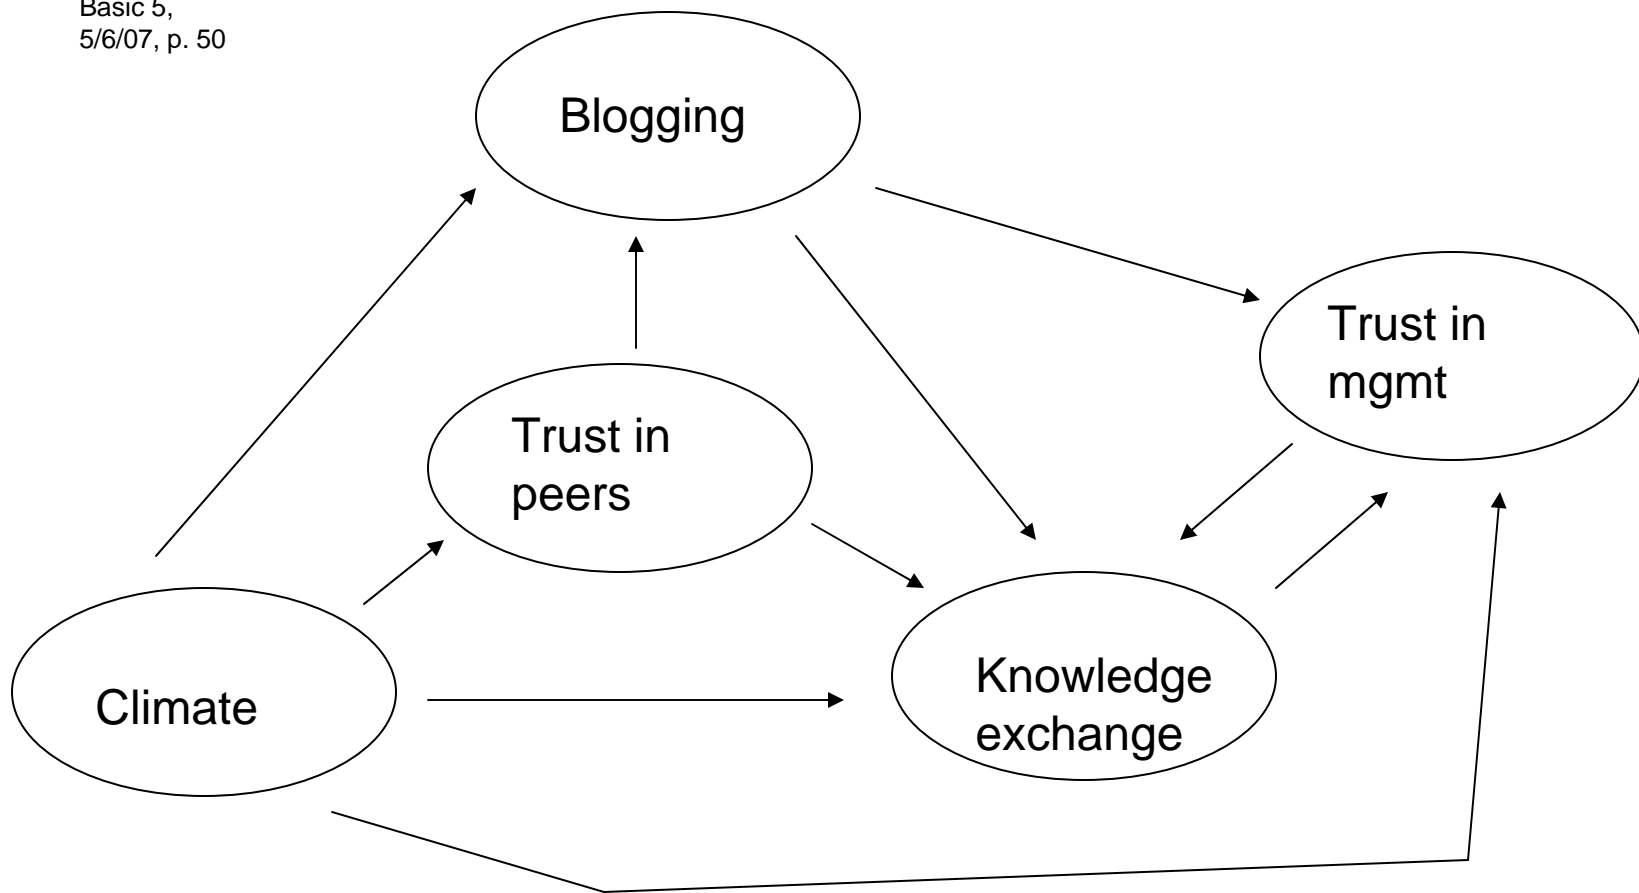 Basic 5,
5/6/07, p. 50
Blogging
Trust in
mgmt
Trust in
peers
Knowledge
exchange
Climate